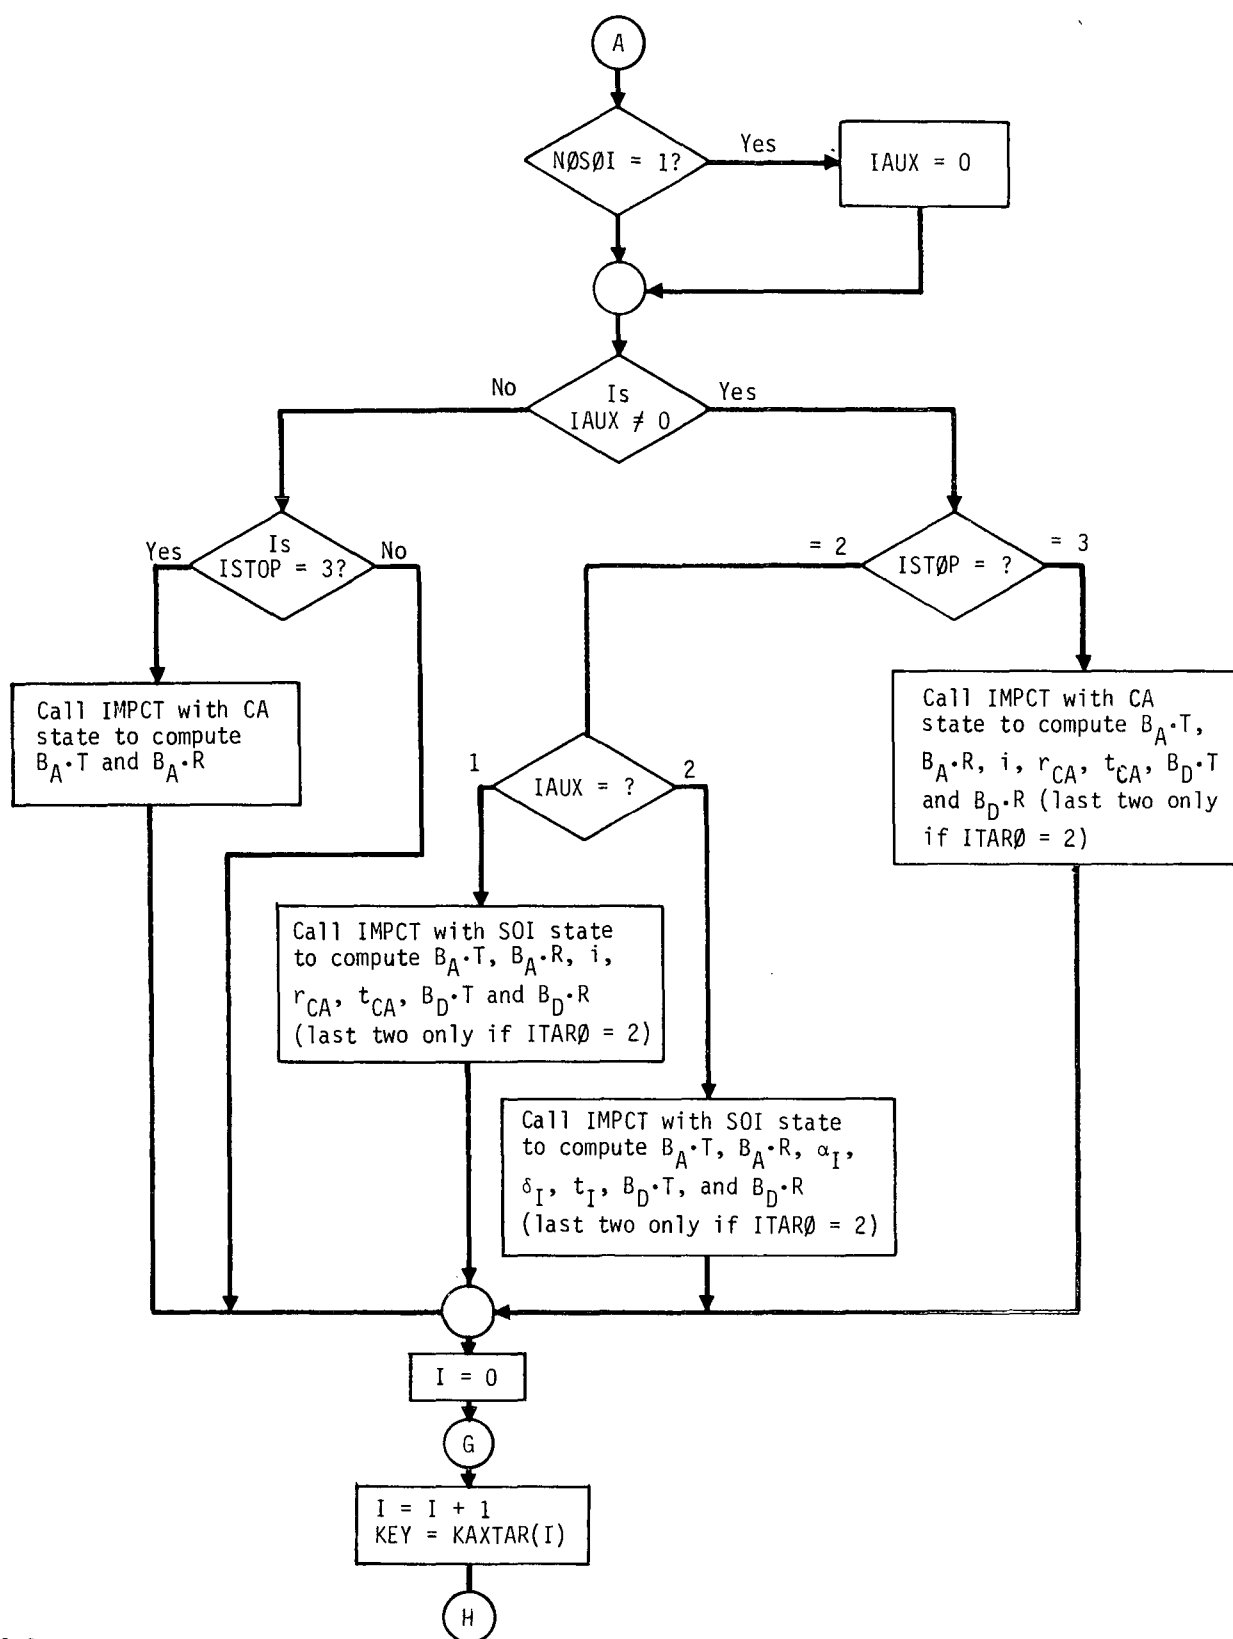 A
NØSØI = 1?
Yes
IAUX = 0
Is
IAUX ≠ 0
No
Yes
Is
ISTOP = 3?
Yes
No
ISTØP = ?
= 2
= 3
Call IMPCT with CA
state to compute
B_A·T and B_A·R
Call IMPCT with CA
state to compute B_A·T,
B_A·R, i, r_CA, t_CA, B_D·T
and B_D·R (last two only
if ITARØ = 2)
IAUX = ?
1
2
Call IMPCT with SOI state
to compute B_A·T, B_A·R, i,
r_CA, t_CA, B_D·T and B_D·R
(last two only if ITARØ = 2)
Call IMPCT with SOI state
to compute B_A·T, B_A·R, α_I,
δ_I, t_I, B_D·T, and B_D·R
(last two only if ITARØ = 2)
I = 0
G
I = I + 1
KEY = KAXTAR(I)
H